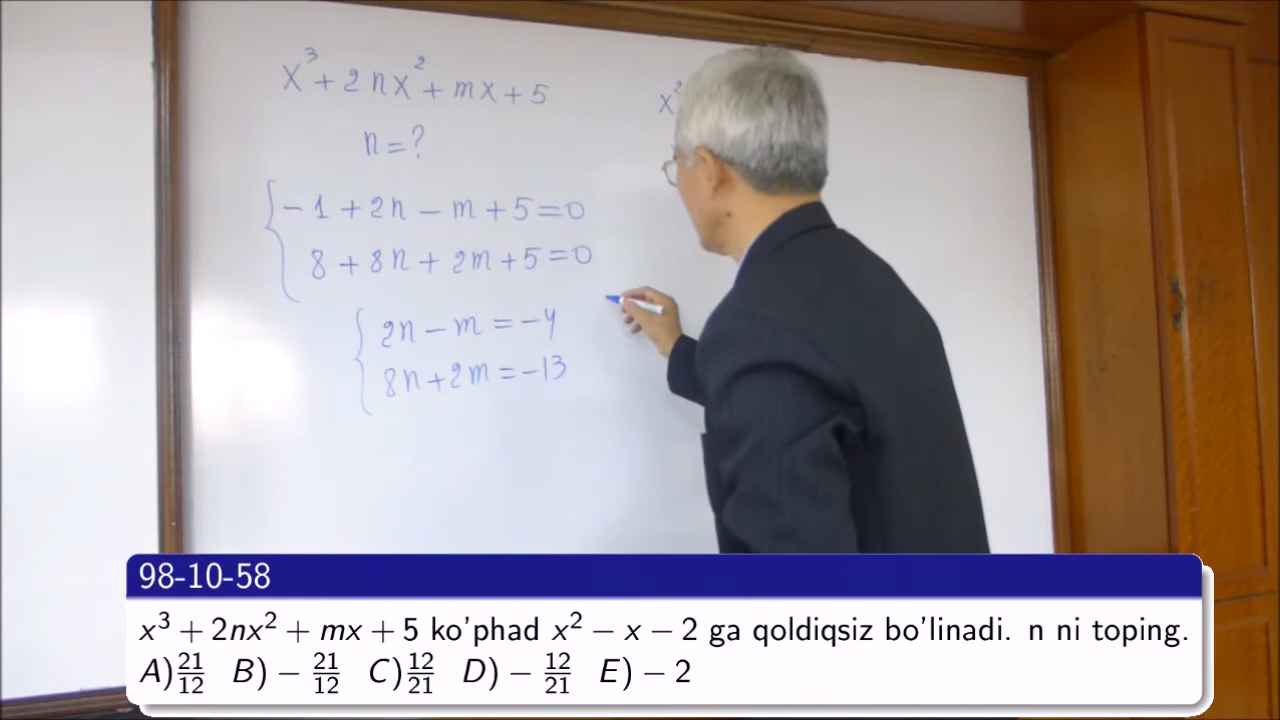 x³ + 2nx² + mx + 5
x²
n = ?
- 1 + 2n - m + 5 = 0
8 + 8n + 2m + 5 = 0
2n - m = -4
8n + 2m = -13
98-10-58
x³ + 2nx² + mx + 5 ko'phad x² − x − 2 ga qoldiqsiz bo'linadi. n ni toping.
A) 21/12 B) − 21/12 C) 12/21 D) − 12/21 E) − 2